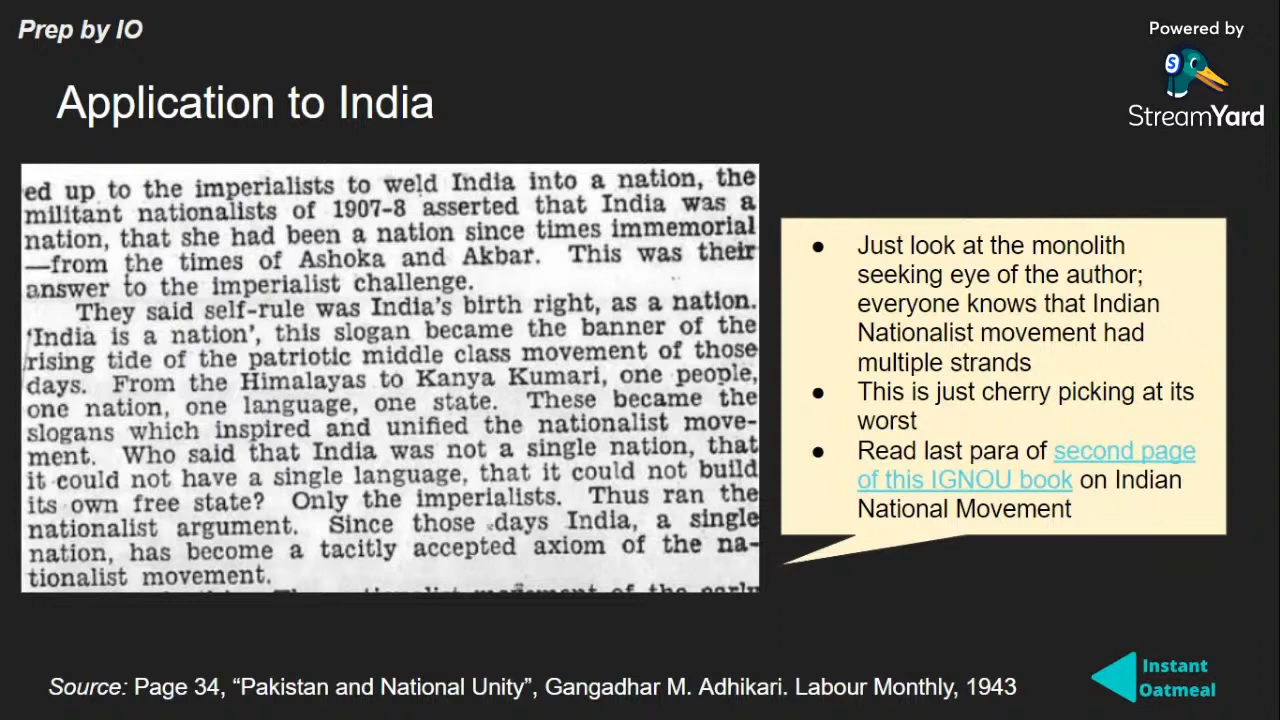 Prep by IO
Powered by
StreamYard
Application to India
ed up to the imperialists to weld India into a nation, the
militant nationalists of 1907-8 asserted that India was a
nation, that she had been a nation since times immemorial
—from the times of Ashoka and Akbar. This was their
answer to the imperialist challenge.
They said self-rule was India's birth right, as a nation.
'India is a nation', this slogan became the banner of the
rising tide of the patriotic middle class movement of those
days. From the Himalayas to Kanya Kumari, one people,
one nation, one language, one state. These became the
slogans which inspired and unified the nationalist move-
ment. Who said that India was not a single nation, that
it could not have a single language, that it could not build
its own free state? Only the imperialists. Thus ran the
nationalist argument. Since those days India, a single
nation, has become a tacitly accepted axiom of the na-
tionalist movement.
• Just look at the monolith
seeking eye of the author;
everyone knows that Indian
Nationalist movement had
multiple strands
• This is just cherry picking at its
worst
• Read last para of second page
of this IGNOU book on Indian
National Movement
Source: Page 34, “Pakistan and National Unity”, Gangadhar M. Adhikari. Labour Monthly, 1943
Instant
Oatmeal